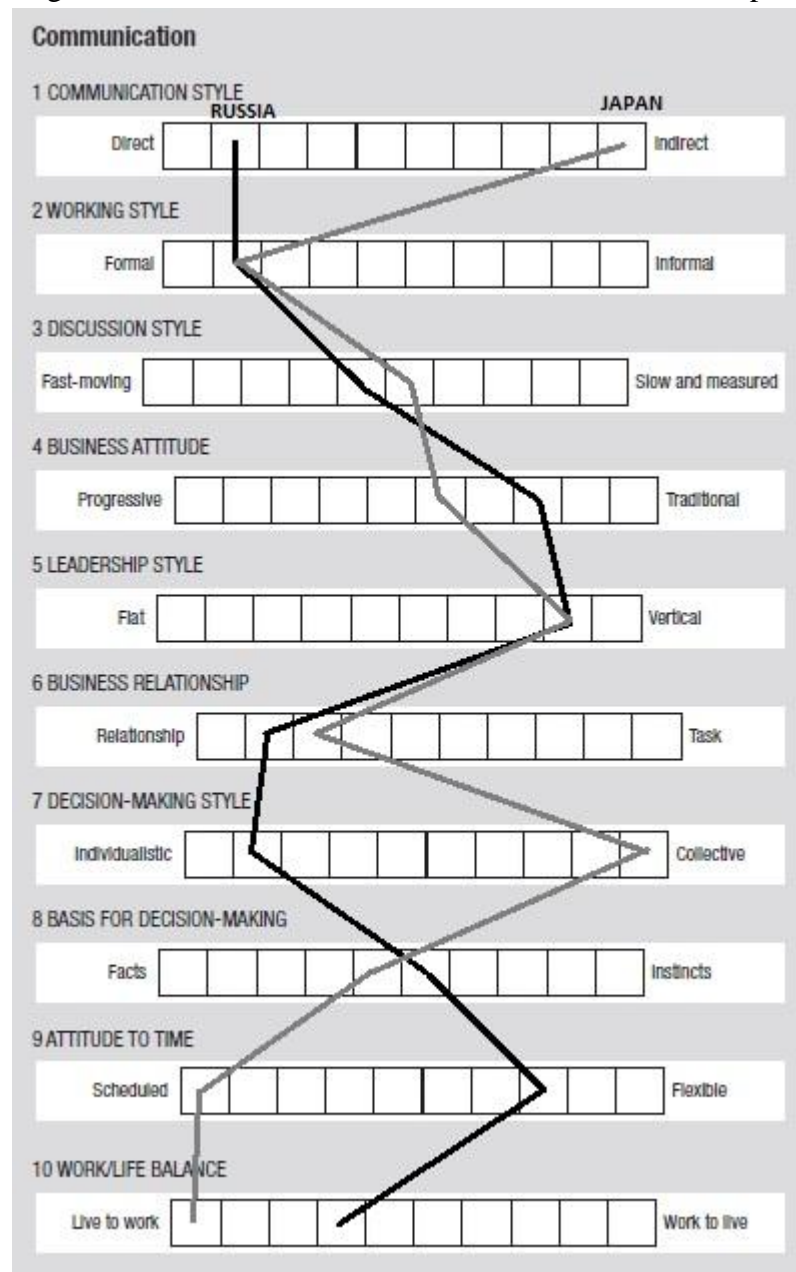 Communication
1 COMMUNICATION STYLE
RUSSIA JAPAN
Direct Indirect
2 WORKING STYLE
Formal Informal
3 DISCUSSION STYLE
Fast-moving Slow and measured
4 BUSINESS ATTITUDE
Progressive Traditional
5 LEADERSHIP STYLE
Flat Vertical
6 BUSINESS RELATIONSHIP
Relationship Task
7 DECISION-MAKING STYLE
Individualistic Collective
8 BASIS FOR DECISION-MAKING
Facts Instincts
9 ATTITUDE TO TIME
Scheduled Flexible
10 WORK/LIFE BALANCE
Live to work Work to live